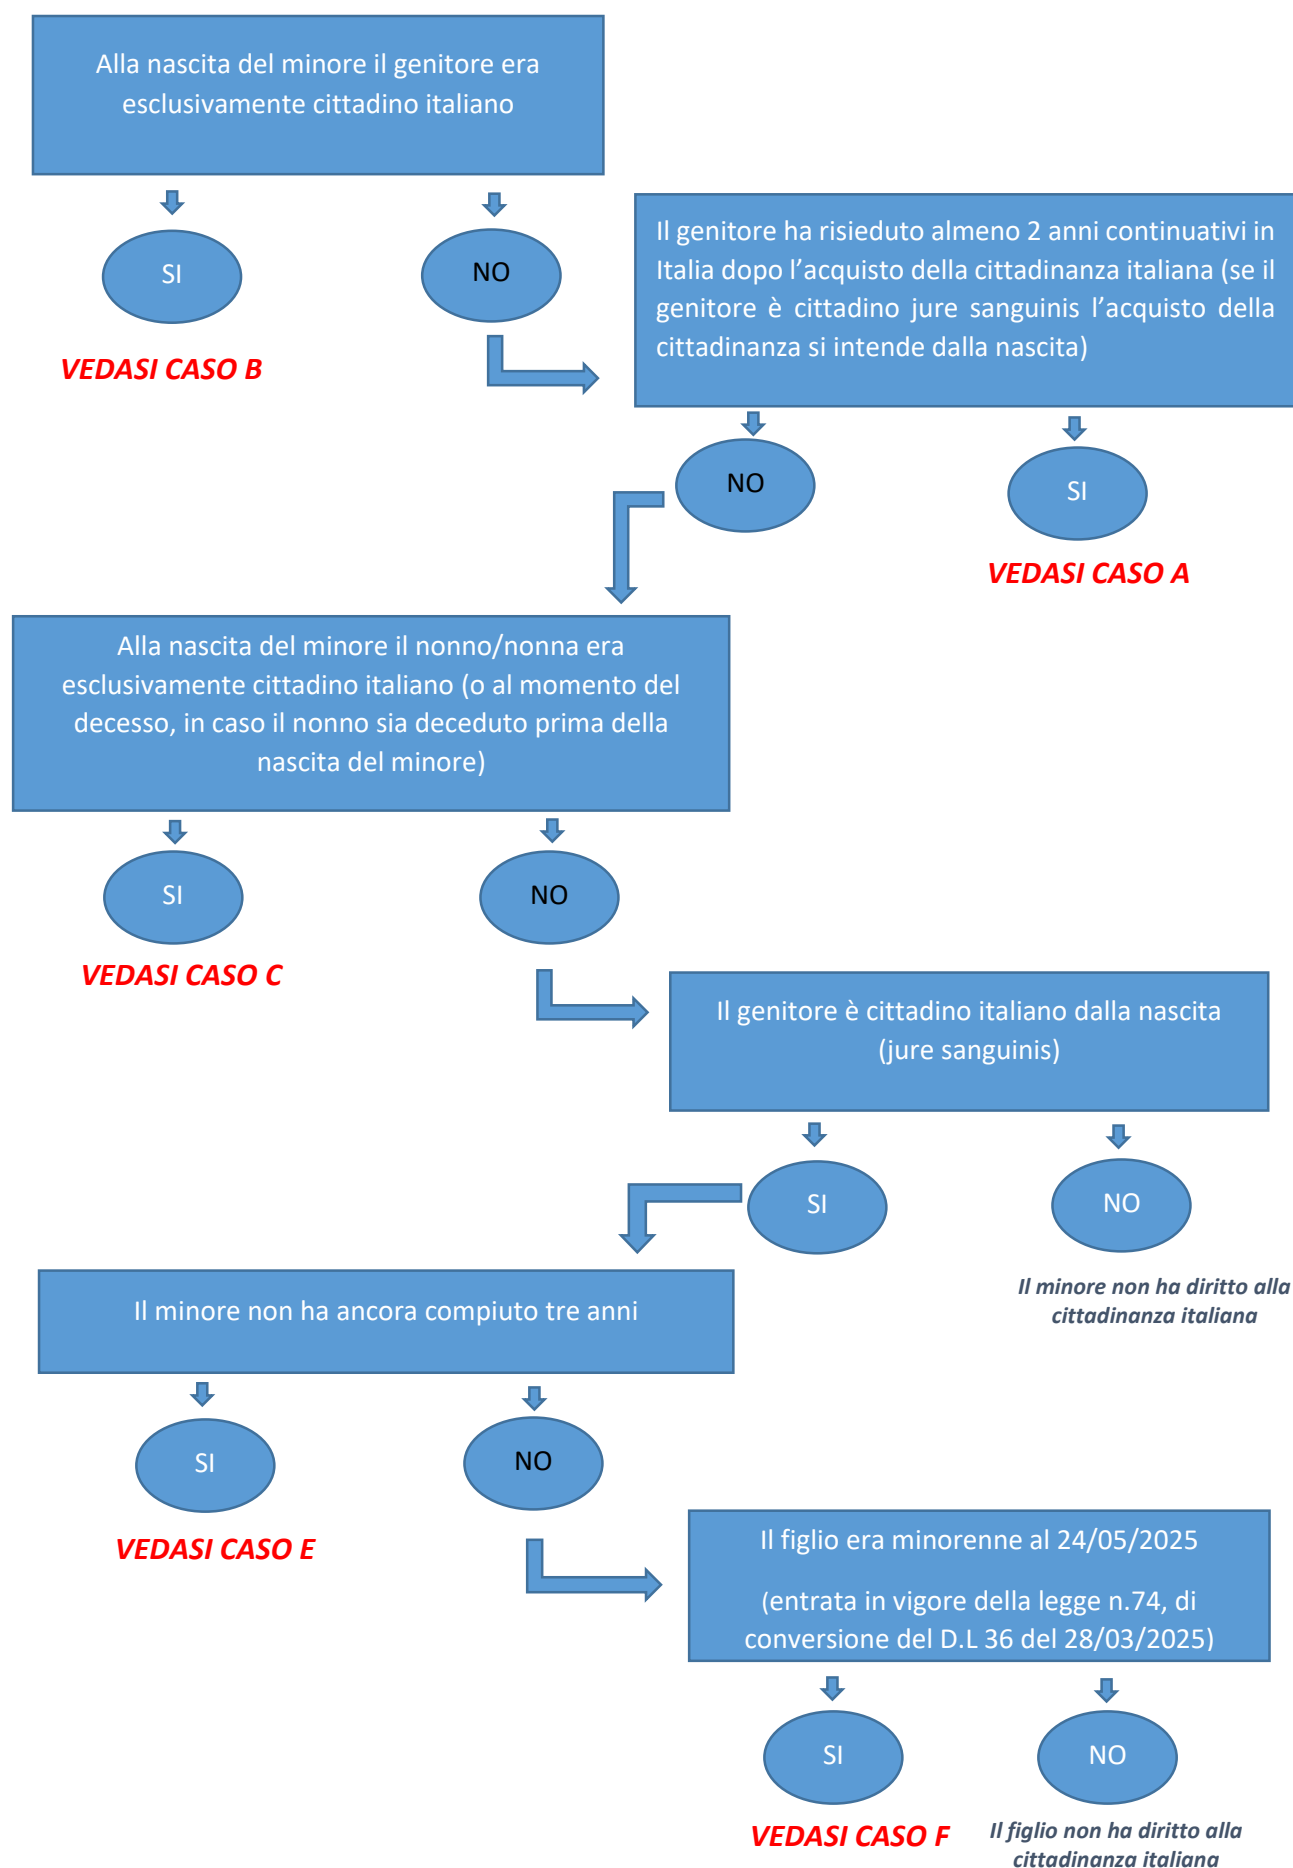 Alla nascita del minore il genitore era
esclusivamente cittadino italiano
SI
NO
VEDASI CASO B
Il genitore ha risieduto almeno 2 anni continuativi in
Italia dopo l’acquisto della cittadinanza italiana (se il
genitore è cittadino jure sanguinis l’acquisto della
cittadinanza si intende dalla nascita)
NO
SI
VEDASI CASO A
Alla nascita del minore il nonno/nonna era
esclusivamente cittadino italiano (o al momento del
decesso, in caso il nonno sia deceduto prima della
nascita del minore)
SI
NO
VEDASI CASO C
Il genitore è cittadino italiano dalla nascita
(jure sanguinis)
SI
NO
Il minore non ha diritto alla
cittadinanza italiana
Il minore non ha ancora compiuto tre anni
SI
NO
VEDASI CASO E
Il figlio era minorenne al 24/05/2025
(entrata in vigore della legge n.74, di
conversione del D.L 36 del 28/03/2025)
SI
NO
VEDASI CASO F
Il figlio non ha diritto alla
cittadinanza italiana